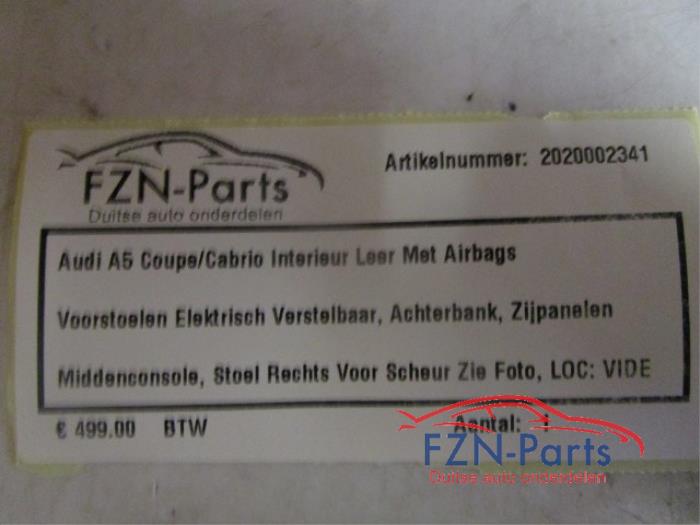 FZN-Parts
Duitse auto onderdelen
Artikelnummer: 2020002341
Audi A5 Coupe/Cabrio Interieur Leer Met Airbags
Voorstoelen Elektrisch Verstelbaar, Achterbank, Zijpanelen
Middenconsole, Stoel Rechts Voor Scheur Zie Foto, LOC: VIDE
€ 499.00 BTW Aantal: 1
FZN-Parts
Duitse auto onderdelen